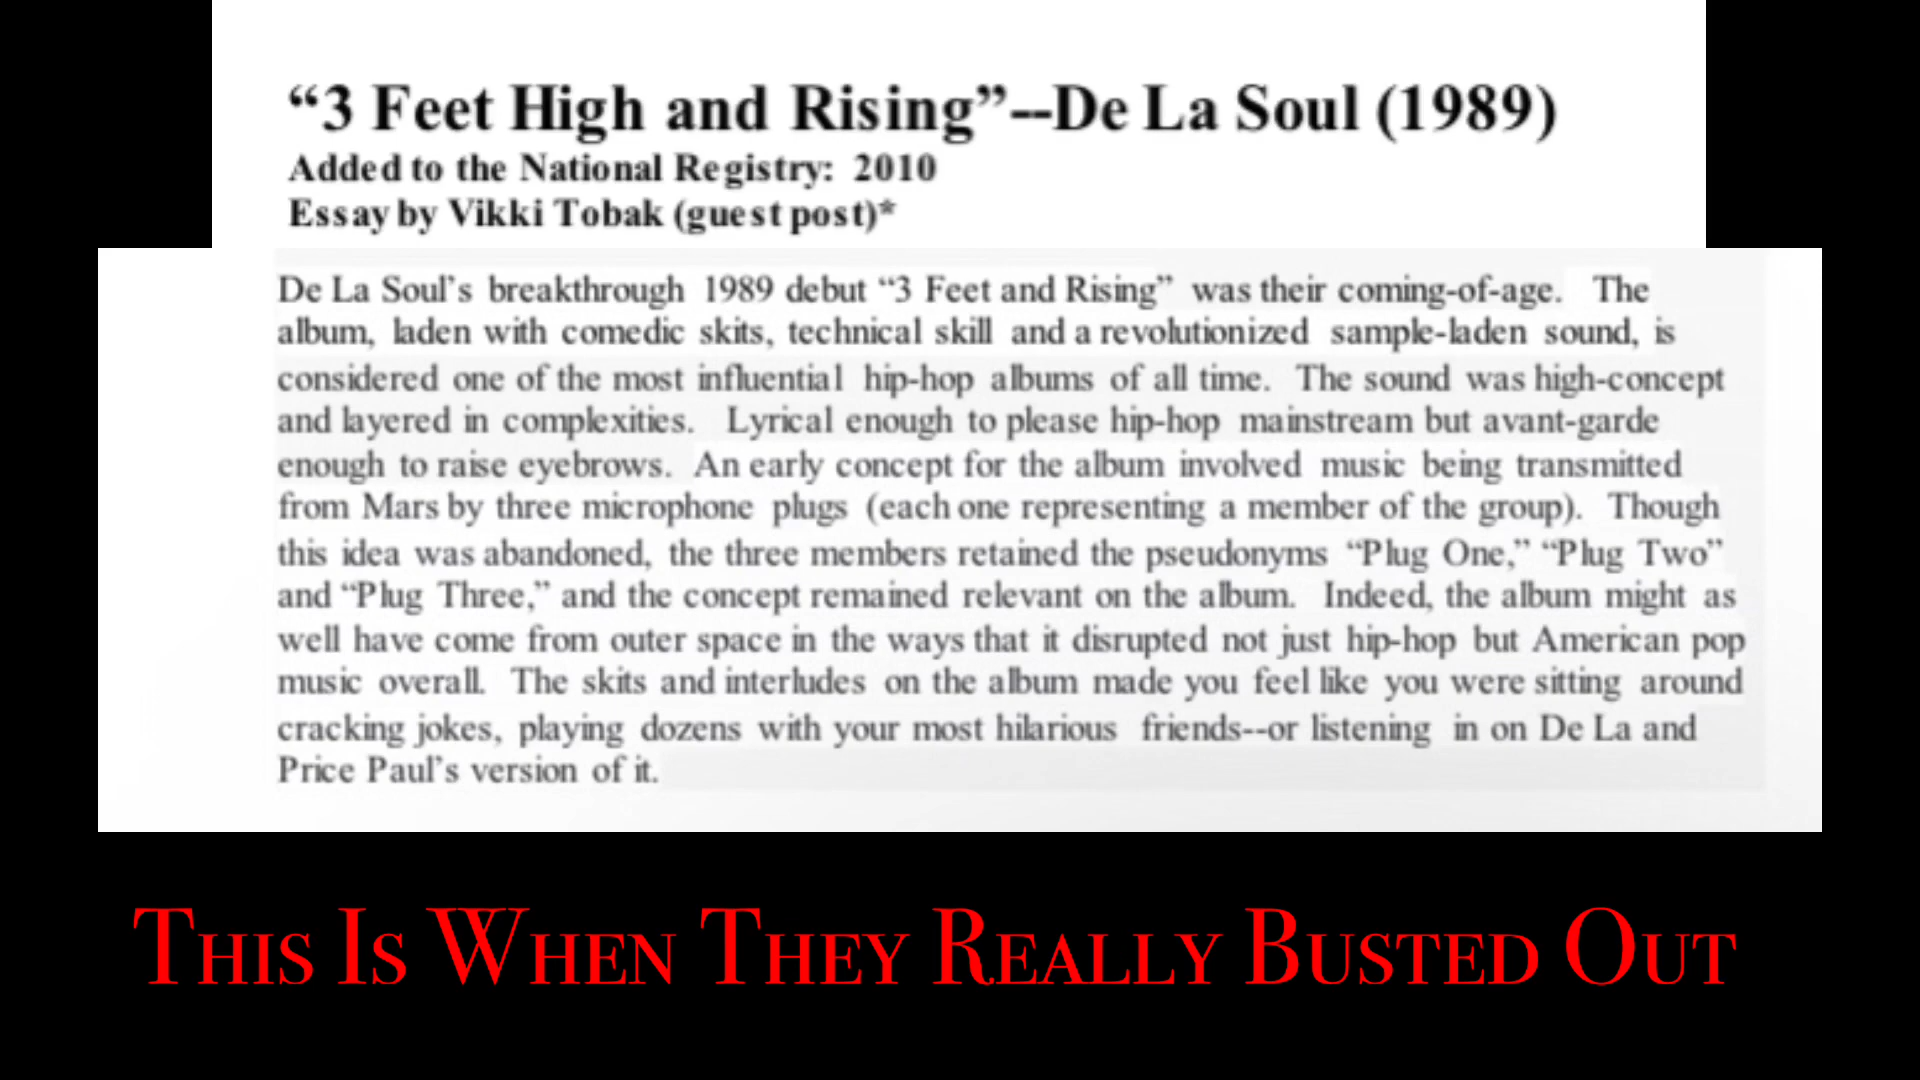 “3 Feet High and Rising”--De La Soul (1989)
Added to the National Registry: 2010
Essay by Vikki Tobak (guest post)*
De La Soul’s breakthrough 1989 debut “3 Feet and Rising” was their coming-of-age. The
album, laden with comedic skits, technical skill and a revolutionized sample-laden sound, is
considered one of the most influential hip-hop albums of all time. The sound was high-concept
and layered in complexities. Lyrical enough to please hip-hop mainstream but avant-garde
enough to raise eyebrows. An early concept for the album involved music being transmitted
from Mars by three microphone plugs (each one representing a member of the group). Though
this idea was abandoned, the three members retained the pseudonyms “Plug One,” “Plug Two”
and “Plug Three,” and the concept remained relevant on the album. Indeed, the album might as
well have come from outer space in the ways that it disrupted not just hip-hop but American pop
music overall. The skits and interludes on the album made you feel like you were sitting around
cracking jokes, playing dozens with your most hilarious friends--or listening in on De La and
Price Paul’s version of it.
This Is When They Really Busted Out